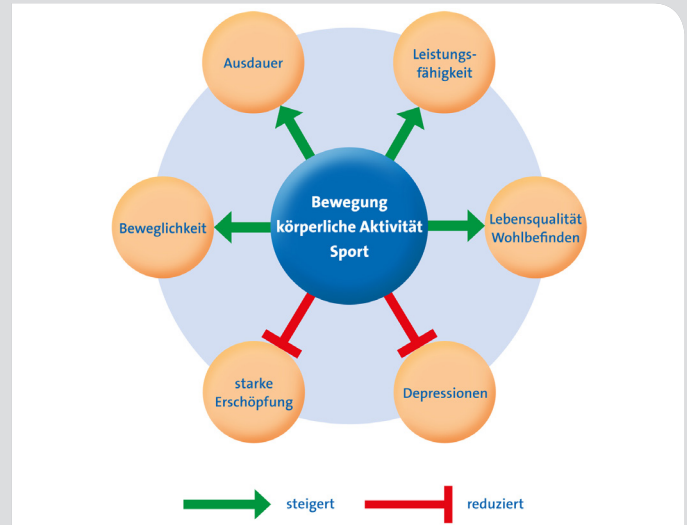 Ausdauer
Leistungs-
fähigkeit
Bewegung
körperliche Aktivität
Sport
Beweglichkeit
Lebensqualität
Wohlbefinden
starke
Erschöpfung
Depressionen
steigert
reduziert